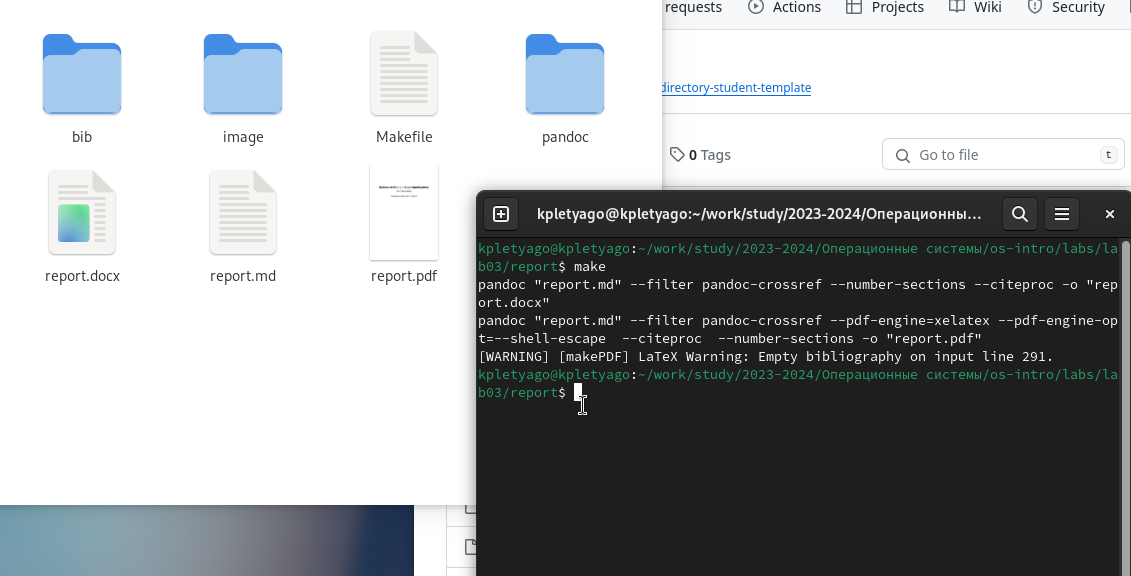 requests
Actions
Projects
Wiki
Security
directory-student-template
0 Tags
Go to file
t
bib
image
Makefile
pandoc
report.docx
report.md
report.pdf
kpletyago@kpletyago:~/work/study/2023-2024/Операционны...
kpletyago@kpletyago:~/work/study/2023-2024/Операционные системы/os-intro/labs/la
b03/report$ make
pandoc "report.md" --filter pandoc-crossref --number-sections --citeproc -o "rep
ort.docx"
pandoc "report.md" --filter pandoc-crossref --pdf-engine=xelatex --pdf-engine-op
t=--shell-escape  --citeproc  --number-sections -o "report.pdf"
[WARNING] [makePDF] LaTeX Warning: Empty bibliography on input line 291.
kpletyago@kpletyago:~/work/study/2023-2024/Операционные системы/os-intro/labs/la
b03/report$